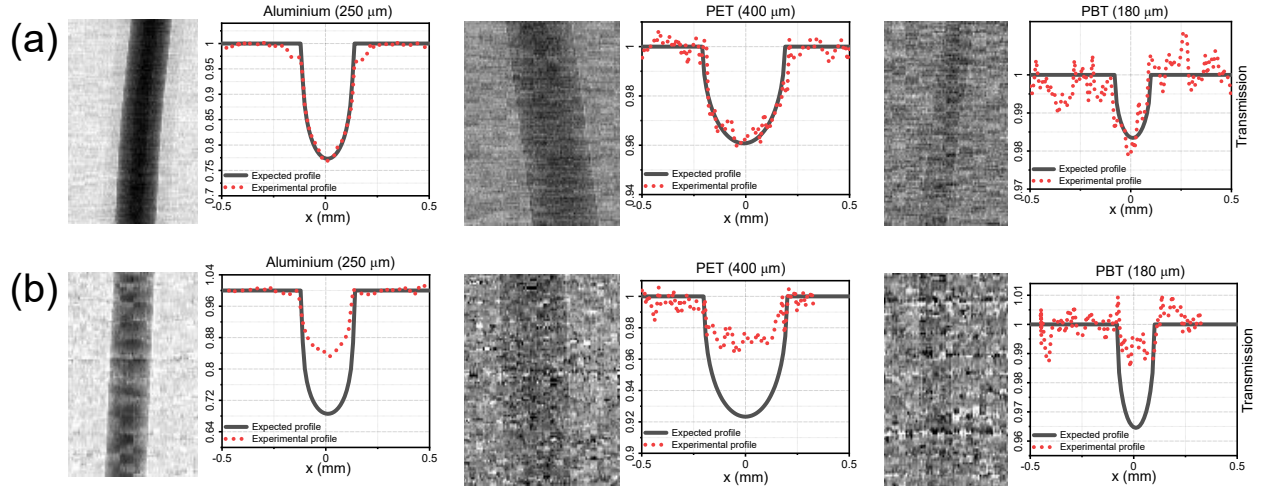 (a)
Aluminium (250 μm)
1
0.95
0.9
0.85
0.8
0.75
0.7
Expected profile
Experimental profile
-0.5 0 0.5
x (mm)
PET (400 μm)
1
0.98
0.96
0.94
Expected profile
Experimental profile
-0.5 0 0.5
x (mm)
PBT (180 μm)
1
0.99
0.98
0.97
Expected profile
Experimental profile
-0.5 0 0.5
x (mm)
Transmission
(b)
Aluminium (250 μm)
1.04
0.96
0.88
0.8
0.72
0.64
Expected profile
Experimental profile
-0.5 0 0.5
x (mm)
PET (400 μm)
1
0.98
0.96
0.94
0.92
0.9
Expected profile
Experimental profile
-0.5 0 0.5
x (mm)
PBT (180 μm)
1.01
1
0.99
0.98
0.97
0.96
Expected profile
Experimental profile
-0.5 0 0.5
x (mm)
Transmission